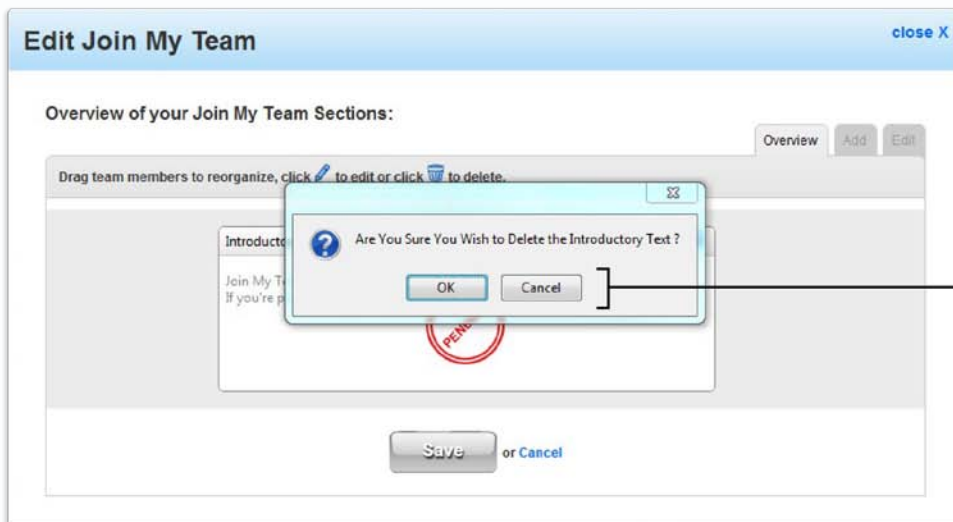 Edit Join My Team
close X
Overview of your Join My Team Sections:
Overview Add Edit
Drag team members to reorganize, click to edit or click to delete.
Are You Sure You Wish to Delete the Introductory Text ?
Join My
If you're
OK Cancel
Save or Cancel